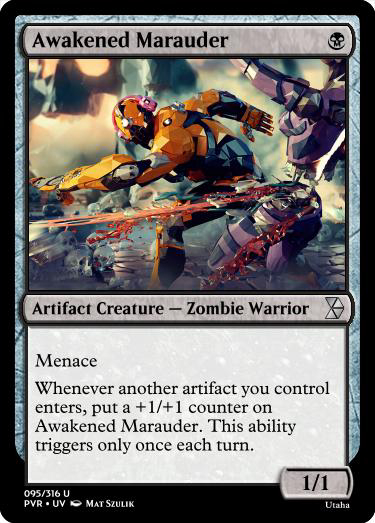 Awakened Marauder
Artifact Creature — Zombie Warrior
Menace
Whenever another artifact you control
enters, put a +1/+1 counter on
Awakened Marauder. This ability
triggers only once each turn.
1/1
095/316 U
PVR • UV Mat Szulik
Utaha